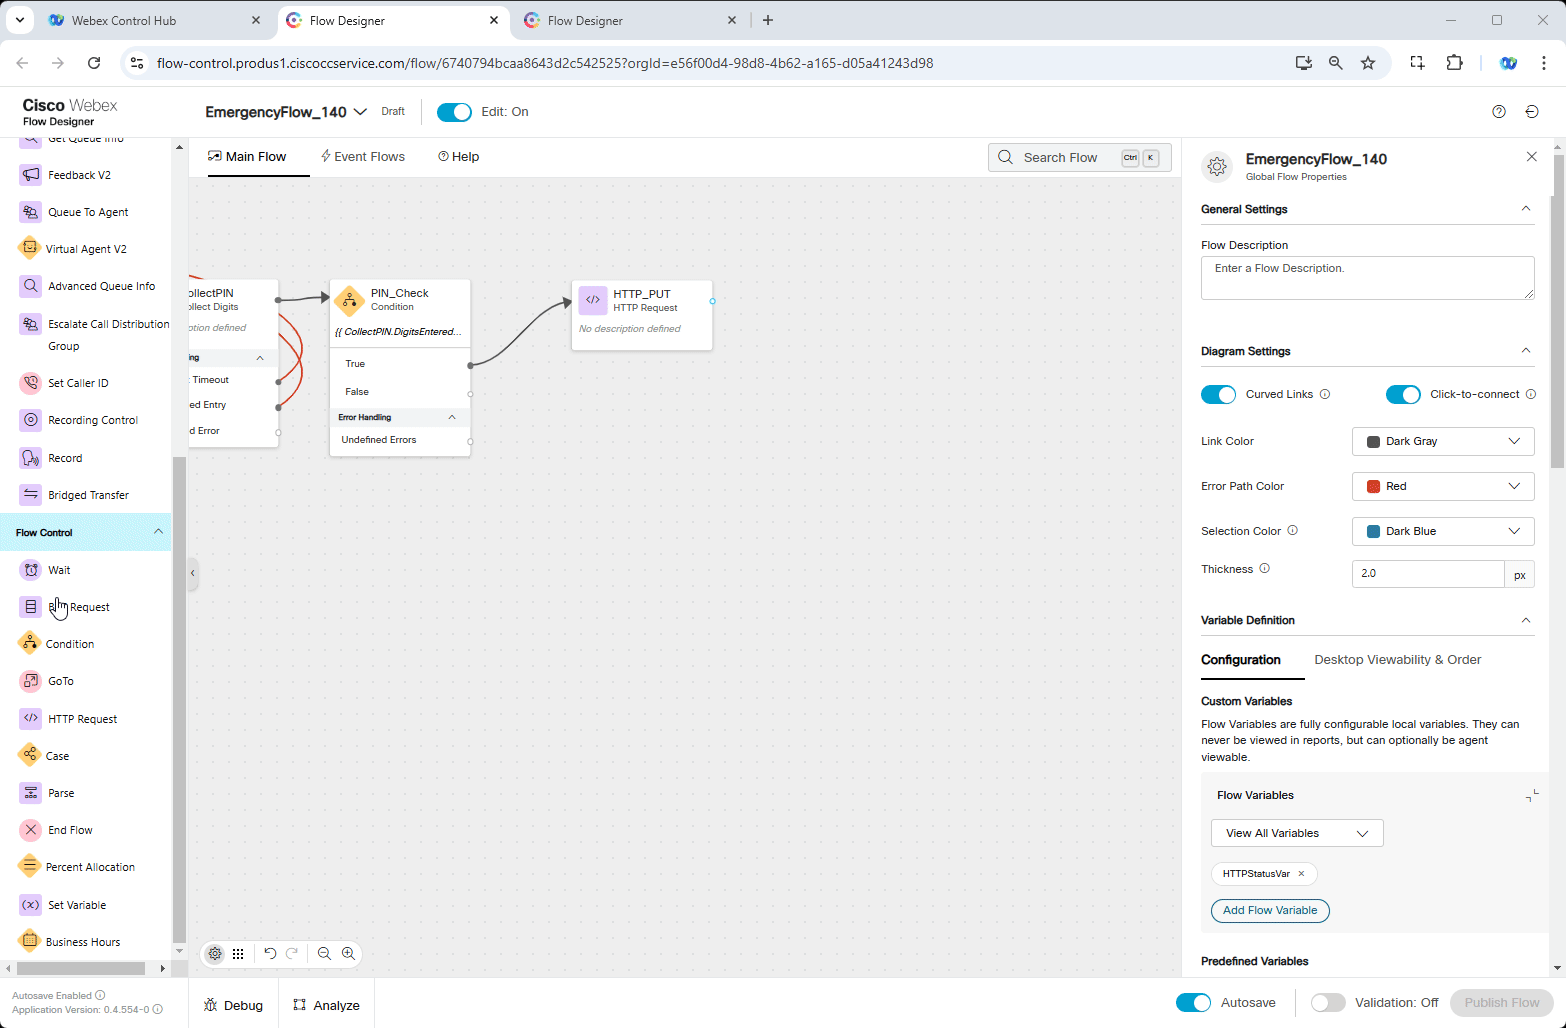 Webex Control Hub
Flow Designer
Flow Designer
flow-control.produs1.ciscoccservice.com/flow/6740794bcaa8643d2c542525?orgId=e56f00d4-98d8-4b62-a165-d05a41243d98
Cisco Webex
Flow Designer
EmergencyFlow_140
Draft
Edit: On
Get Queue Info
Feedback V2
Queue To Agent
Virtual Agent V2
Advanced Queue Info
Escalate Call Distribution
Group
Set Caller ID
Recording Control
Record
Bridged Transfer
Flow Control
Wait
Request
Condition
GoTo
HTTP Request
Case
Parse
End Flow
Percent Allocation
Set Variable
Business Hours
Autosave Enabled
Application Version: 0.4.554-0
Main Flow
Event Flows
Help
Search Flow
Ctrl
K
ollectPIN
ollect Digits
ption defined
ing
t Timeout
ed Entry
d Error
PIN_Check
Condition
{{ CollectPIN.DigitsEntered...
True
False
Error Handling
Undefined Errors
HTTP_PUT
HTTP Request
No description defined
Debug
Analyze
EmergencyFlow_140
Global Flow Properties
General Settings
Flow Description
Enter a Flow Description.
Diagram Settings
Curved Links
Click-to-connect
Link Color
Dark Gray
Error Path Color
Red
Selection Color
Dark Blue
Thickness
2.0
px
Variable Definition
Configuration
Desktop Viewability & Order
Custom Variables
Flow Variables are fully configurable local variables. They can
never be viewed in reports, but can optionally be agent
viewable.
Flow Variables
View All Variables
HTTPStatusVar ×
Add Flow Variable
Predefined Variables
Autosave
Validation: Off
Publish Flow